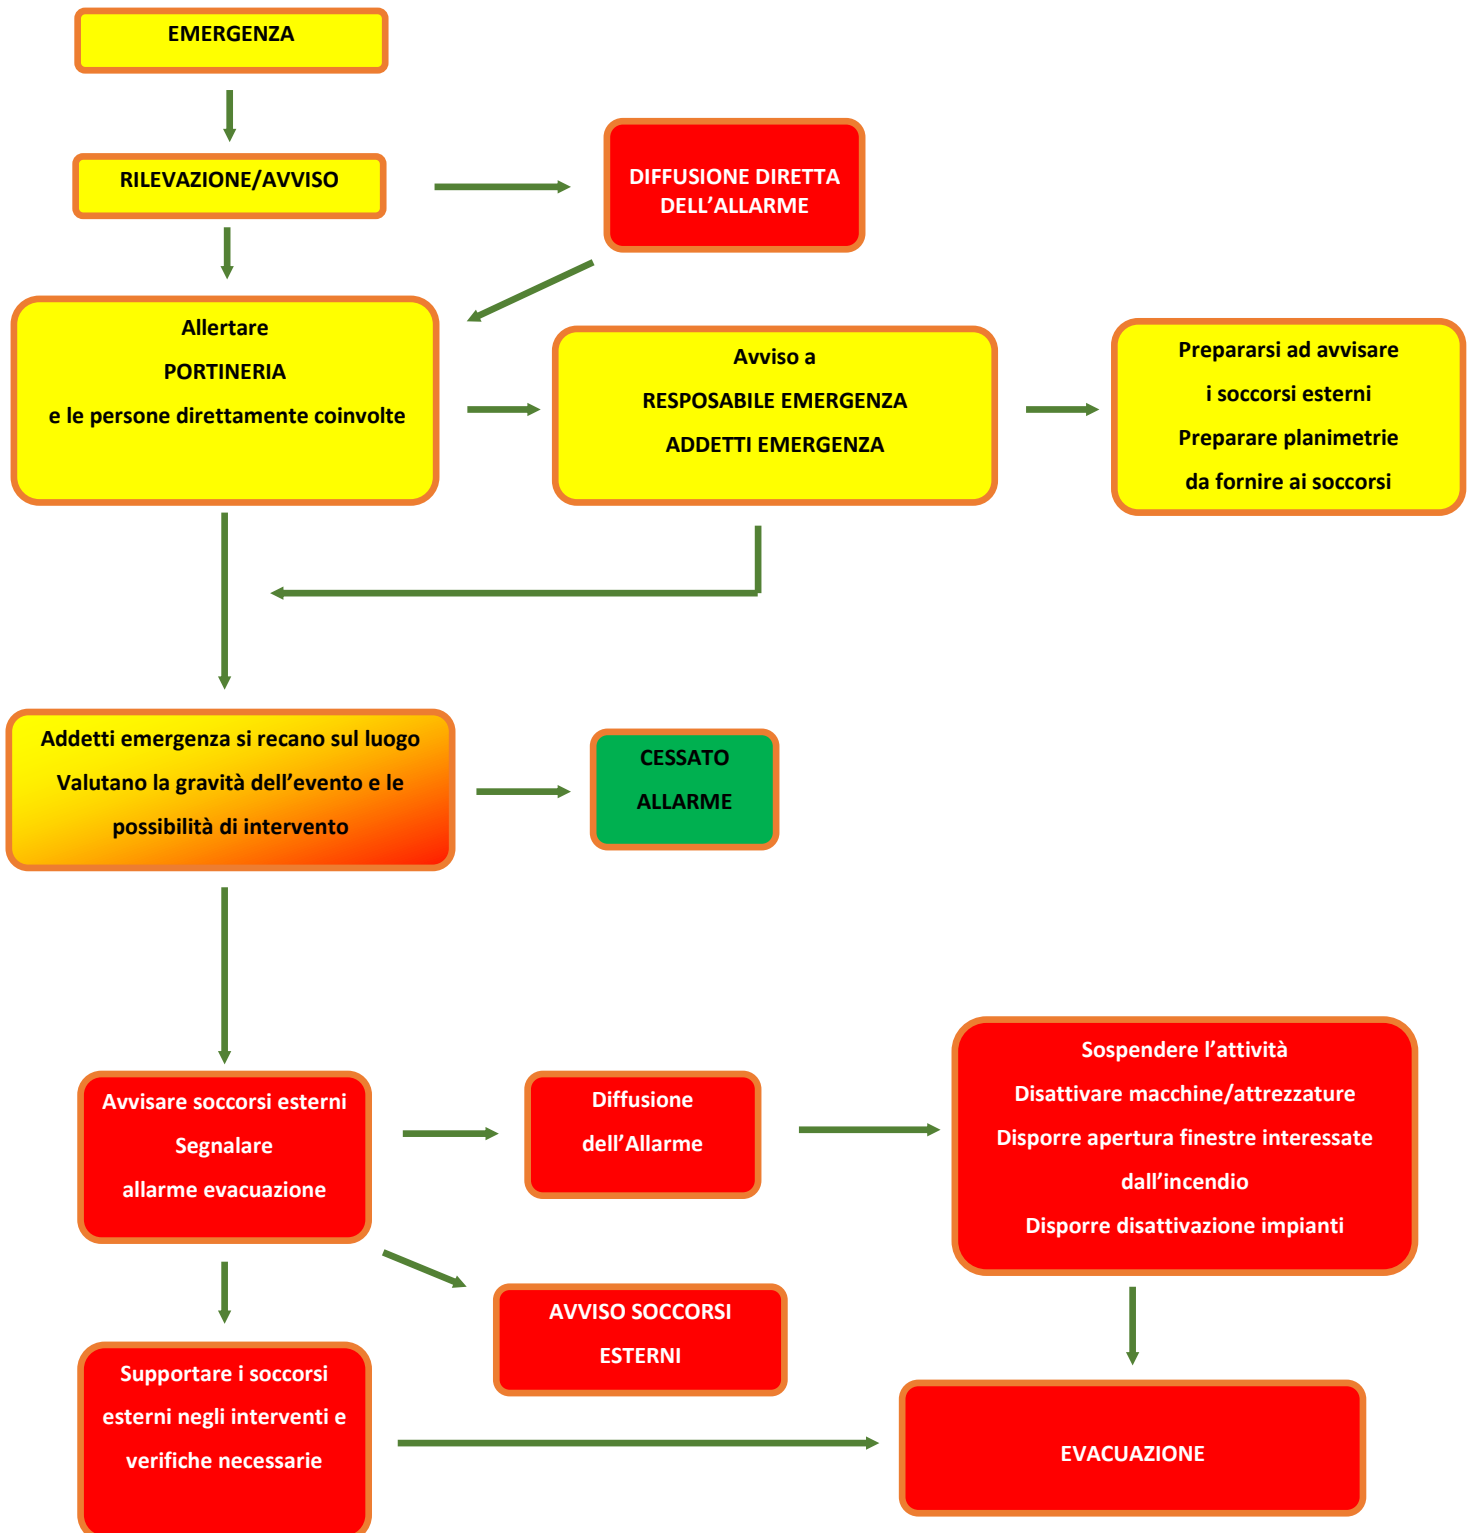 EMERGENZA
RILEVAZIONE/AVVISO
DIFFUSIONE DIRETTA
DELL’ALLARME
Allertare
PORTINERIA
e le persone direttamente coinvolte
Avviso a
RESPOSABILE EMERGENZA
ADDETTI EMERGENZA
Prepararsi ad avvisare
i soccorsi esterni
Preparare planimetrie
da fornire ai soccorsi
Addetti emergenza si recano sul luogo
Valutano la gravità dell’evento e le
possibilità di intervento
CESSATO
ALLARME
Avvisare soccorsi esterni
Segnalare
allarme evacuazione
Diffusione
dell’Allarme
Sospendere l’attività
Disattivare macchine/attrezzature
Disporre apertura finestre interessate
dall’incendio
Disporre disattivazione impianti
AVVISO SOCCORSI
ESTERNI
Supportare i soccorsi
esterni negli interventi e
verifiche necessarie
EVACUAZIONE